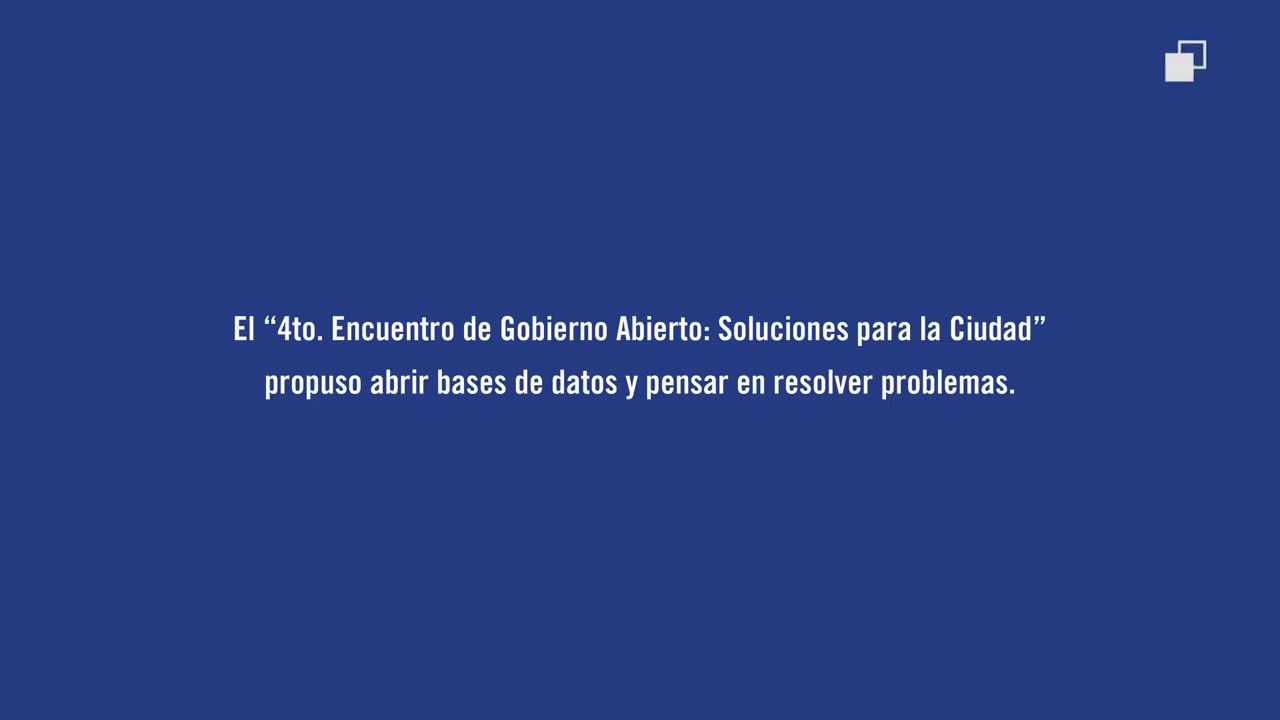 El “4to. Encuentro de Gobierno Abierto: Soluciones para la Ciudad”
propuso abrir bases de datos y pensar en resolver problemas.